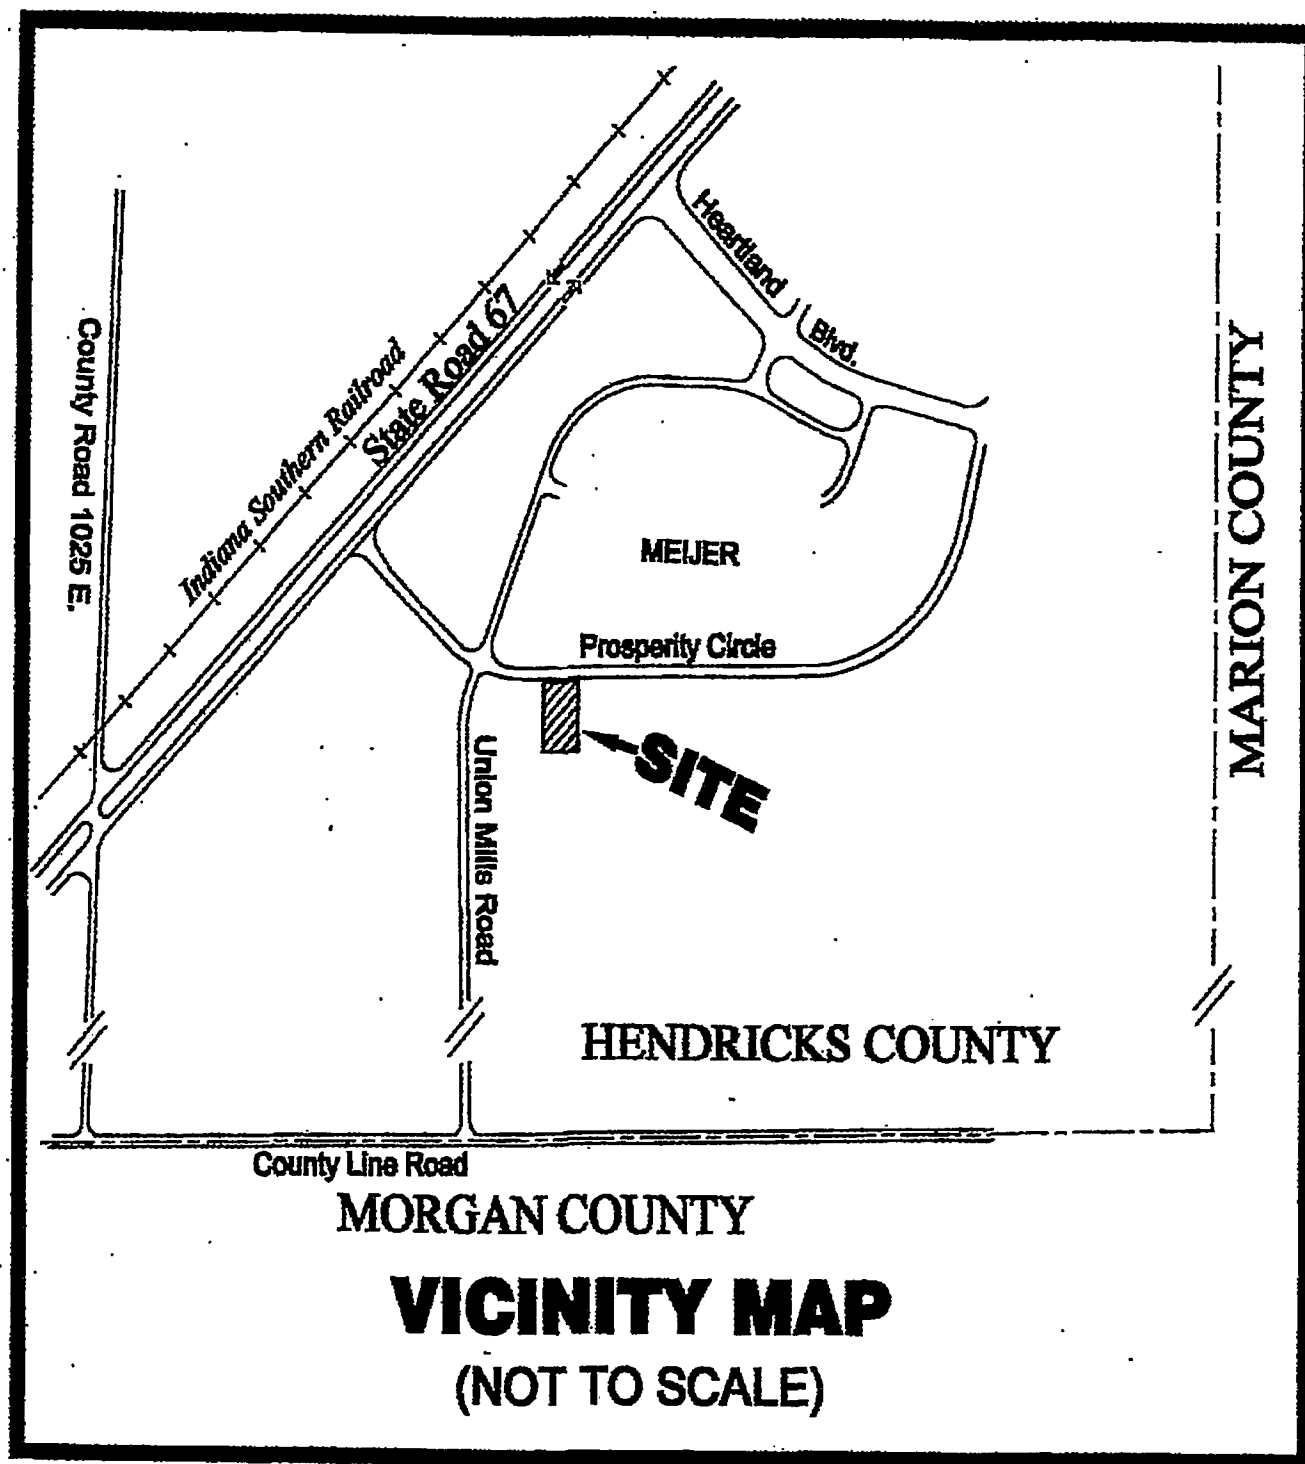 Heartland
Blvd.
State Road 67
Indiana Southern Railroad
County Road 1025 E.
MARION COUNTY
MEIJER
Prosperity Circle
SITE
Union Mills Road
HENDRICKS COUNTY
County Line Road
MORGAN COUNTY
VICINITY MAP
(NOT TO SCALE)